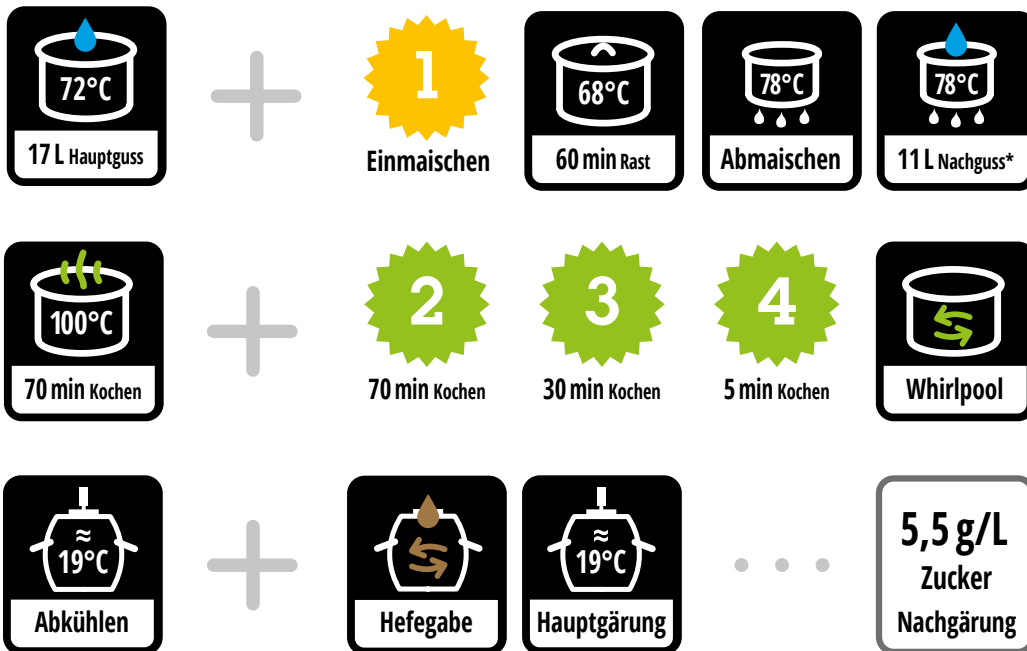 72°C
17 L Hauptguss
1
Einmaischen
68°C
60 min Rast
78°C
Abmaischen
78°C
11 L Nachguss*
100°C
70 min Kochen
2
70 min Kochen
3
30 min Kochen
4
5 min Kochen
Whirlpool
≈
19°C
Abkühlen
Hefegabe
≈
19°C
Hauptgärung
5,5 g/L
Zucker
Nachgärung